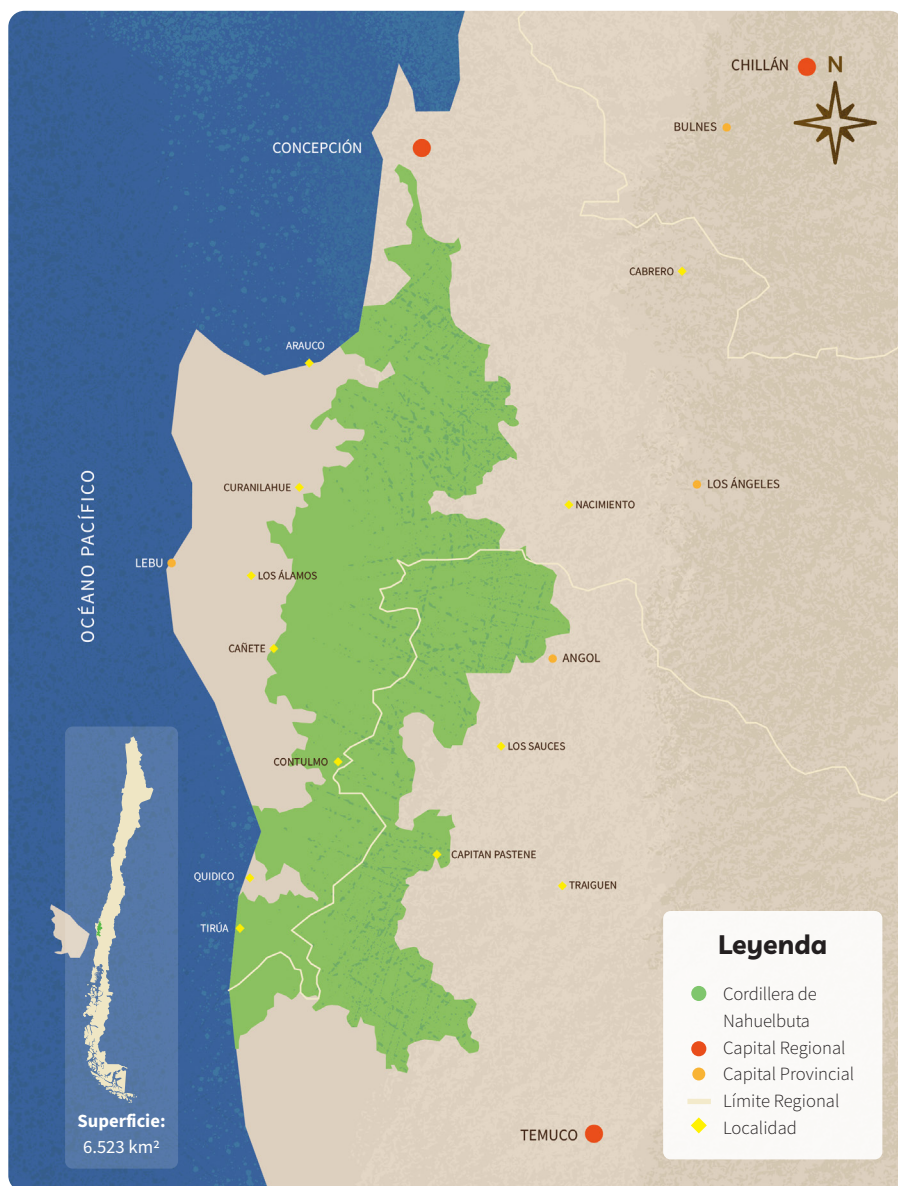 CHILLÁN
N
BULNES
CONCEPCIÓN
CABRERO
ARAUCO
CURANILAHUE
LOS ÁNGELES
NACIMIENTO
OCÉANO PACÍFICO
LEBU
LOS ÁLAMOS
CAÑETE
ANGOL
LOS SAUCES
CONTULMO
CAPITAN PASTENE
QUIDICO
TRAIGUEN
TIRÚA
Leyenda
Cordillera de
Nahuelbuta
Capital Regional
Capital Provincial
Límite Regional
Localidad
Superficie:
6.523 km²
TEMUCO